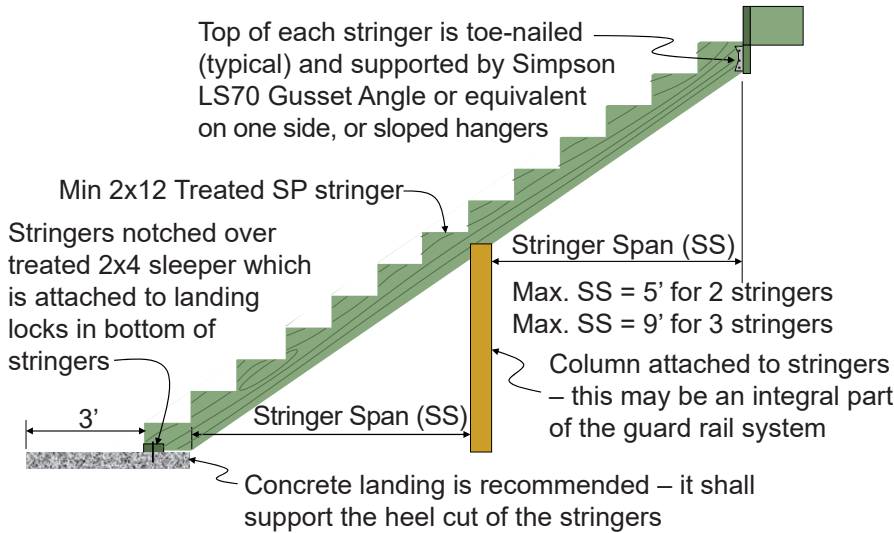 Top of each stringer is toe-nailed
(typical) and supported by Simpson
LS70 Gusset Angle or equivalent
on one side, or sloped hangers
Min 2x12 Treated SP stringer
Stringers notched over
treated 2x4 sleeper which
is attached to landing
locks in bottom of
stringers
Stringer Span (SS)
Max. SS = 5’ for 2 stringers
Max. SS = 9’ for 3 stringers
Column attached to stringers
– this may be an integral part
of the guard rail system
3’
Stringer Span (SS)
Concrete landing is recommended – it shall
support the heel cut of the stringers